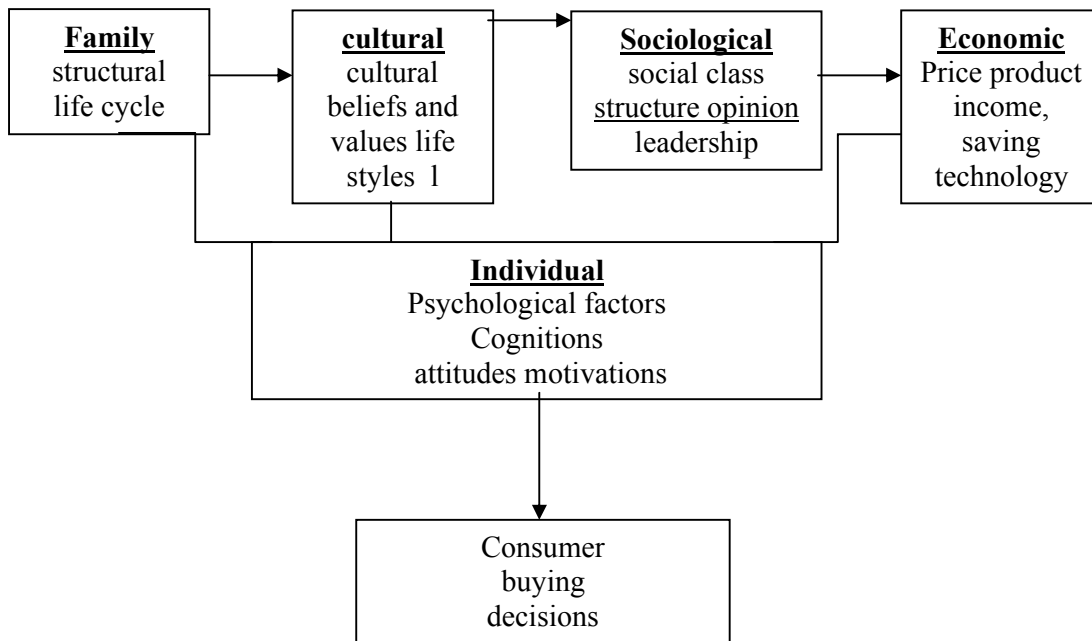 Family
structural
life cycle
cultural
cultural
beliefs and
values life
styles l
Sociological
social class
structure opinion
leadership
Economic
Price product
income,
saving
technology
Individual
Psychological factors
Cognitions
attitudes motivations
Consumer
buying
decisions